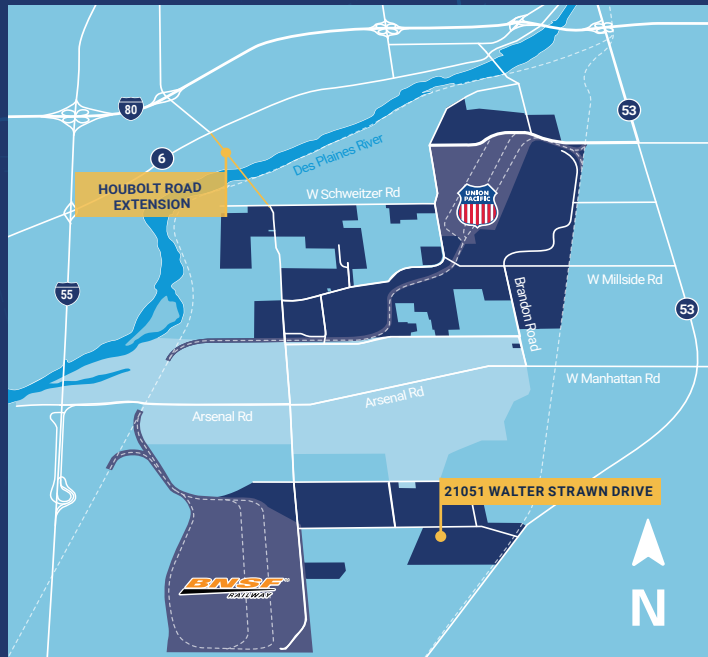 80
53
6
Des Plaines River
HOUBOLT ROAD
EXTENSION
W Schweitzer Rd
UNION
PACIFIC
W Millside Rd
55
Brandon Road
53
W Manhattan Rd
Arsenal Rd
Arsenal Rd
21051 WALTER STRAWN DRIVE
BNSF
RAILWAY
N